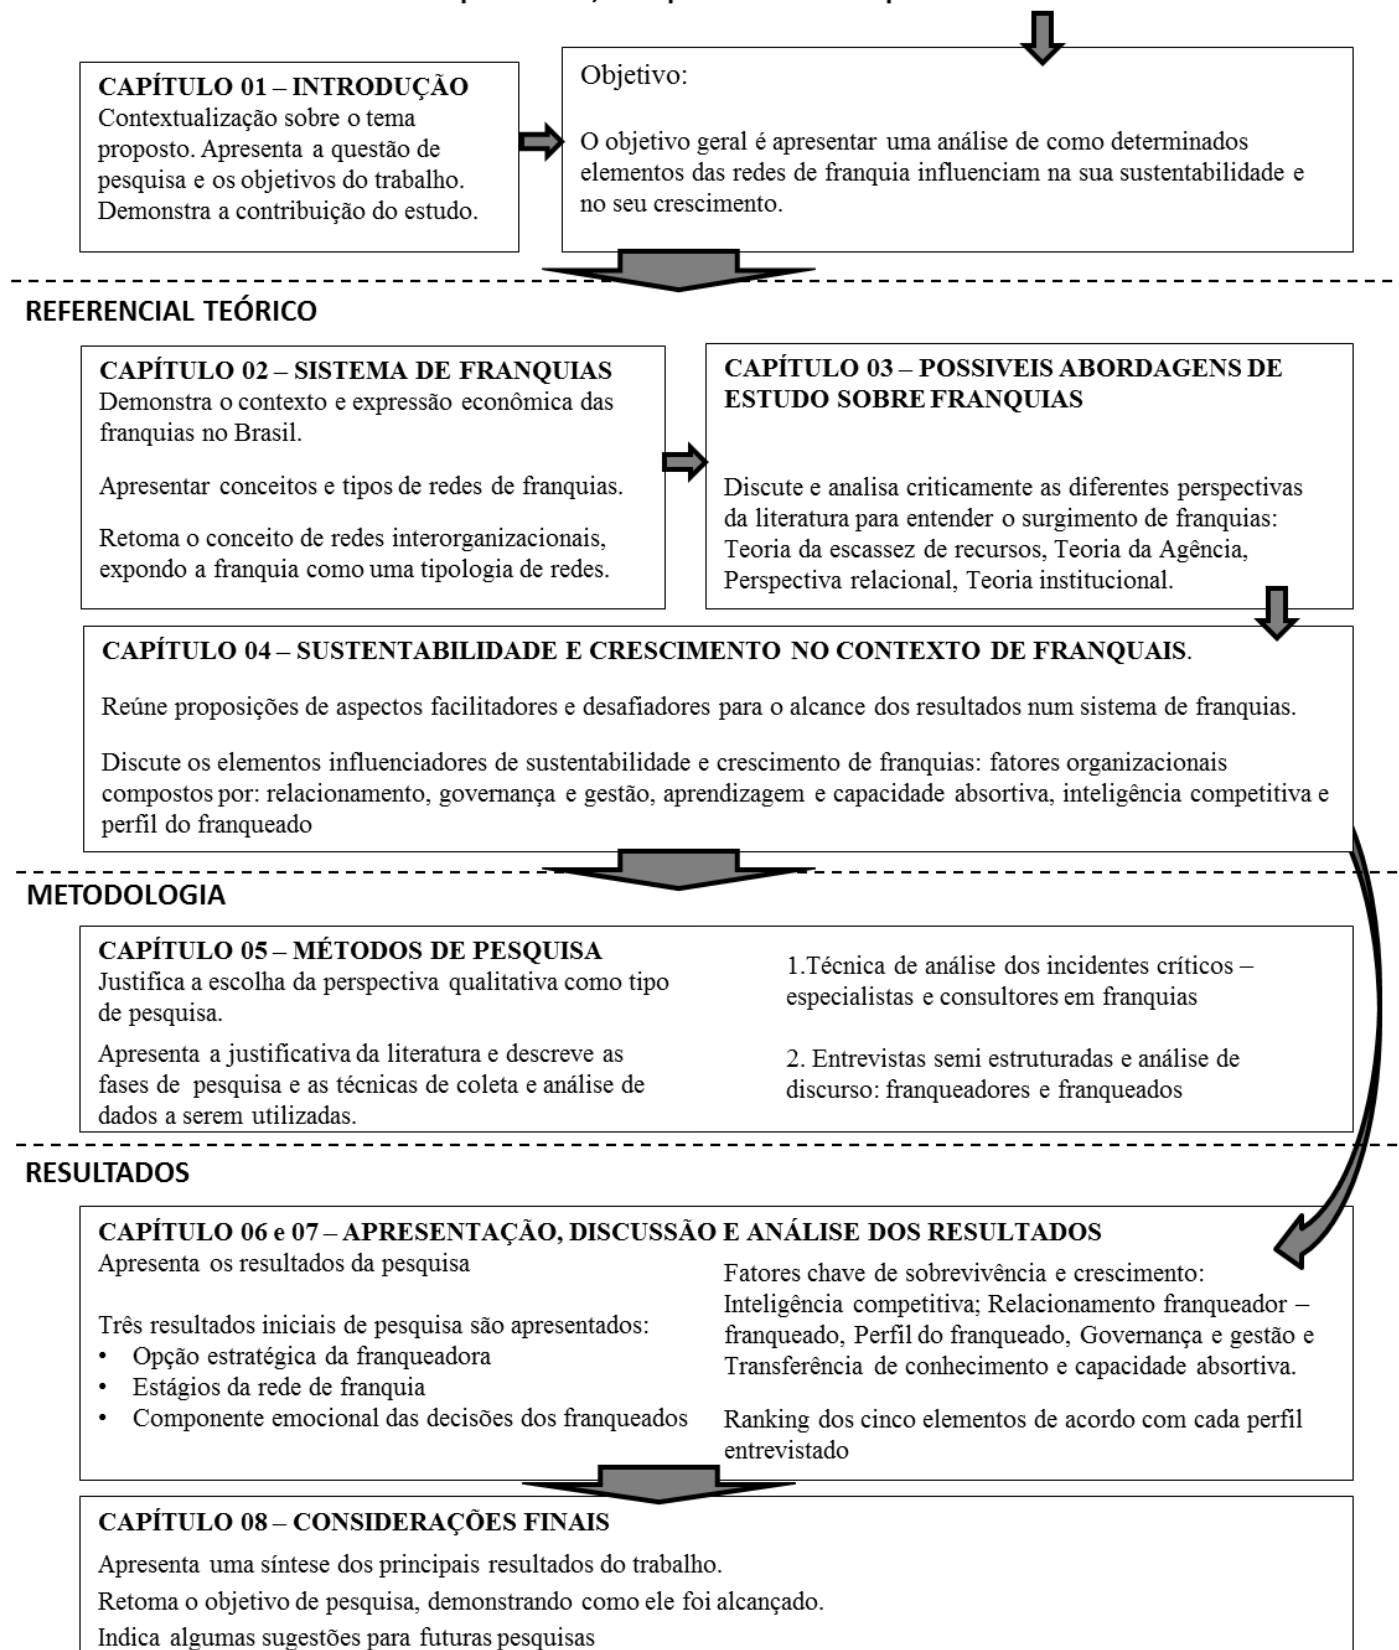 CAPÍTULO 01 – INTRODUÇÃO
Contextualização sobre o tema
proposto. Apresenta a questão de
pesquisa e os objetivos do trabalho.
Demonstra a contribuição do estudo.
Objetivo:
O objetivo geral é apresentar uma análise de como determinados
elementos das redes de franquia influenciam na sua sustentabilidade e
no seu crescimento.
REFERENCIAL TEÓRICO
CAPÍTULO 02 – SISTEMA DE FRANQUIAS
Demonstra o contexto e expressão econômica das
franquias no Brasil.
Apresentar conceitos e tipos de redes de franquias.
Retoma o conceito de redes interorganizacionais,
expondo a franquia como uma tipologia de redes.
CAPÍTULO 03 – POSSIVEIS ABORDAGENS DE
ESTUDO SOBRE FRANQUIAS
Discute e analisa criticamente as diferentes perspectivas
da literatura para entender o surgimento de franquias:
Teoria da escassez de recursos, Teoria da Agência,
Perspectiva relacional, Teoria institucional.
CAPÍTULO 04 – SUSTENTABILIDADE E CRESCIMENTO NO CONTEXTO DE FRANQUAIS.
Reúne proposições de aspectos facilitadores e desafiadores para o alcance dos resultados num sistema de franquias.
Discute os elementos influenciadores de sustentabilidade e crescimento de franquias: fatores organizacionais
compostos por: relacionamento, governança e gestão, aprendizagem e capacidade absortiva, inteligência competitiva e
perfil do franqueado
METODOLOGIA
CAPÍTULO 05 – MÉTODOS DE PESQUISA
Justifica a escolha da perspectiva qualitativa como tipo
de pesquisa.
Apresenta a justificativa da literatura e descreve as
fases de pesquisa e as técnicas de coleta e análise de
dados a serem utilizadas.
1.Técnica de análise dos incidentes críticos –
especialistas e consultores em franquias
2. Entrevistas semi estruturadas e análise de
discurso: franqueadores e franqueados
RESULTADOS
CAPÍTULO 06 e 07 – APRESENTAÇÃO, DISCUSSÃO E ANÁLISE DOS RESULTADOS
Apresenta os resultados da pesquisa
Três resultados iniciais de pesquisa são apresentados:
• Opção estratégica da franqueadora
• Estágios da rede de franquia
• Componente emocional das decisões dos franqueados
Fatores chave de sobrevivência e crescimento:
Inteligência competitiva; Relacionamento franqueador –
franqueado, Perfil do franqueado, Governança e gestão e
Transferência de conhecimento e capacidade absortiva.
Ranking dos cinco elementos de acordo com cada perfil
entrevistado
CAPÍTULO 08 – CONSIDERAÇÕES FINAIS
Apresenta uma síntese dos principais resultados do trabalho.
Retoma o objetivo de pesquisa, demonstrando como ele foi alcançado.
Indica algumas sugestões para futuras pesquisas